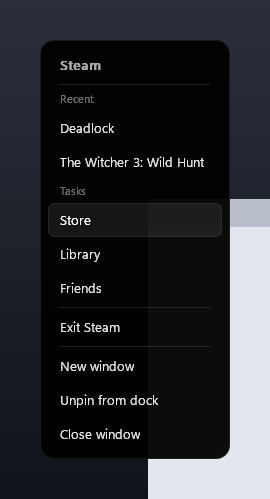 Steam
Recent
Deadlock
The Witcher 3: Wild Hunt
Tasks
Store
Library
Friends
Exit Steam
New window
Unpin from dock
Close window